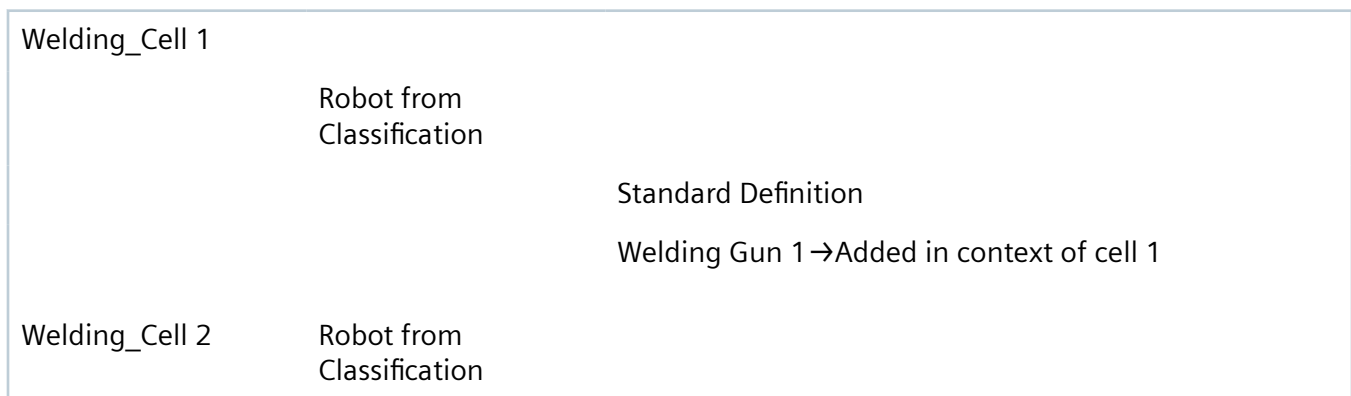 Welding_Cell 1
Robot from
Classification
Standard Definition
Welding Gun 1→Added in context of cell 1
Welding_Cell 2 Robot from
Classification